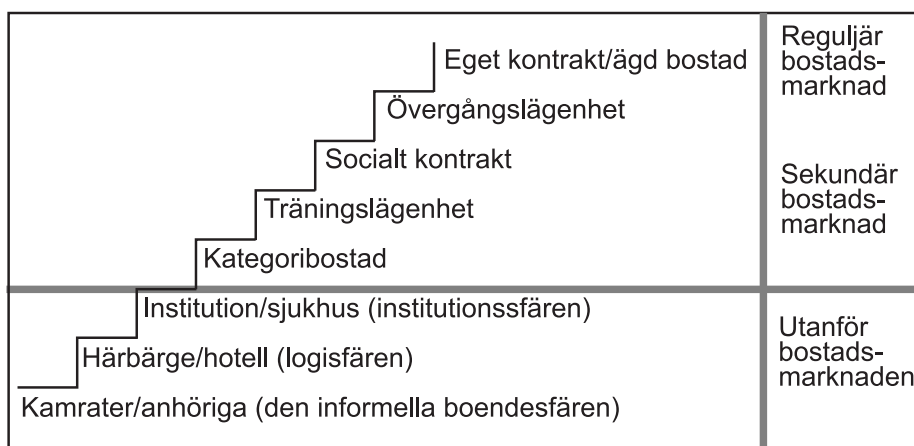 Eget kontrakt/ägd bostad
Övergångslägenhet
Socialt kontrakt
Träningslägenhet
Kategoribostad
Institution/sjukhus (institutionssfären)
Härbärge/hotell (logisfären)
Kamrater/anhöriga (den informella boendesfären)
Reguljär
bostads-
marknad
Sekundär
bostads-
marknad
Utanför
bostads-
marknaden